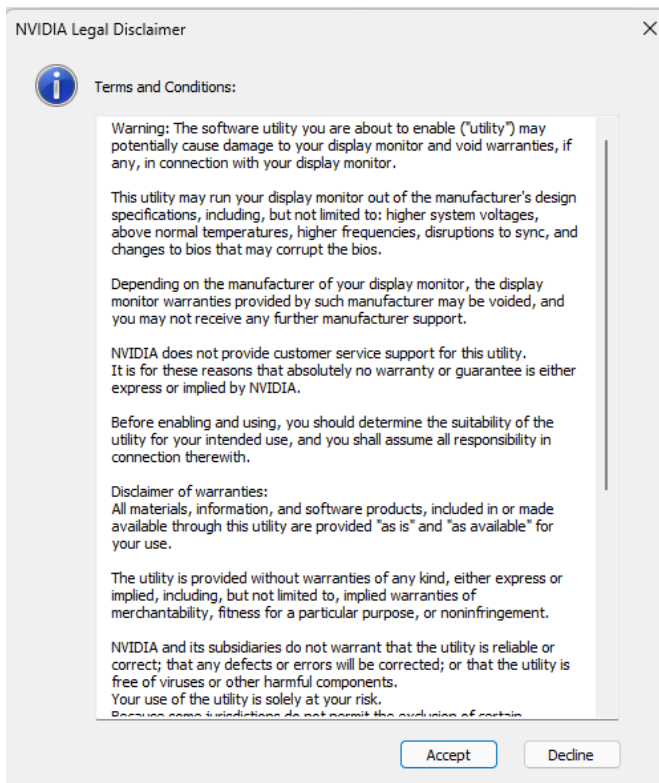 NVIDIA Legal Disclaimer
Terms and Conditions:
Warning: The software utility you are about to enable ("utility") may
potentially cause damage to your display monitor and void warranties, if
any, in connection with your display monitor.
This utility may run your display monitor out of the manufacturer's design
specifications, including, but not limited to: higher system voltages,
above normal temperatures, higher frequencies, disruptions to sync, and
changes to bios that may corrupt the bios.
Depending on the manufacturer of your display monitor, the display
monitor warranties provided by such manufacturer may be voided, and
you may not receive any further manufacturer support.
NVIDIA does not provide customer service support for this utility.
It is for these reasons that absolutely no warranty or guarantee is either
express or implied by NVIDIA.
Before enabling and using, you should determine the suitability of the
utility for your intended use, and you shall assume all responsibility in
connection therewith.
Disclaimer of warranties:
All materials, information, and software products, included in or made
available through this utility are provided "as is" and "as available" for
your use.
The utility is provided without warranties of any kind, either express or
implied, including, but not limited to, implied warranties of
merchantability, fitness for a particular purpose, or noninfringement.
NVIDIA and its subsidiaries do not warrant that the utility is reliable or
correct; that any defects or errors will be corrected; or that the utility is
free of viruses or other harmful components.
Your use of the utility is solely at your risk.
Because some jurisdictions do not permit the exclusion of certain
Accept
Decline